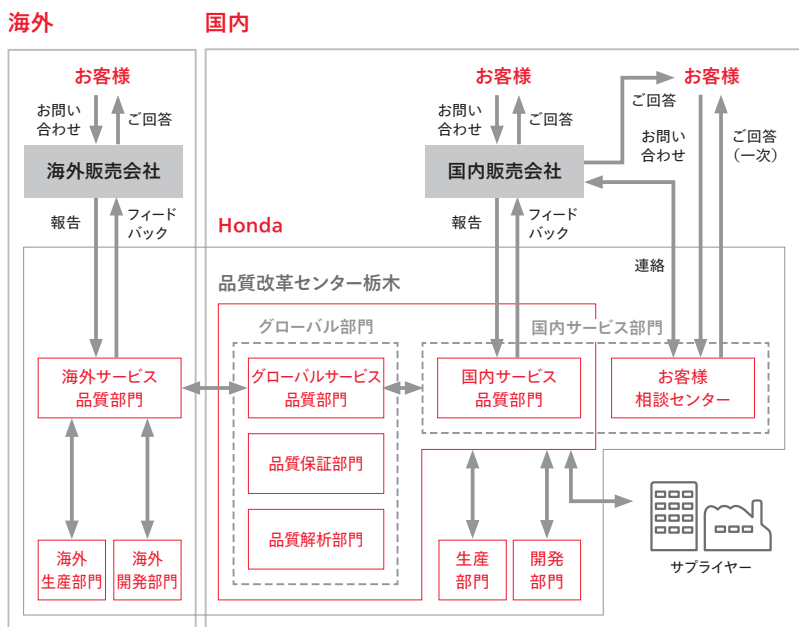 海外
国内
お客様
お客様
お客様
お問い
合わせ
ご回答
お問い
合わせ
ご回答
ご回答
お問い
合わせ
ご回答
（一次）
海外販売会社
国内販売会社
報告
フィード
バック
Honda
報告
フィード
バック
連絡
品質改革センター栃木
グローバル部門
国内サービス部門
海外サービス
品質部門
グローバルサービス
品質部門
国内サービス
品質部門
お客様
相談センター
品質保証部門
品質解析部門
海外
生産部門
海外
開発部門
生産
部門
開発
部門
サプライヤー